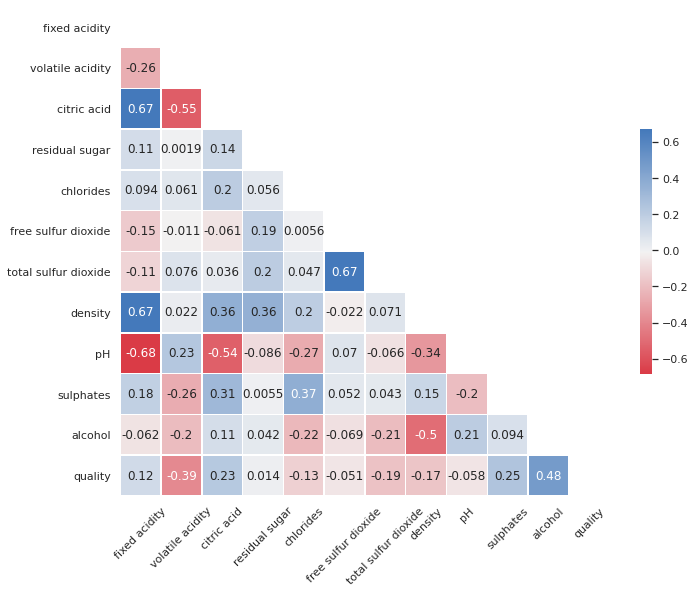 fixed acidity
volatile acidity -0.26
citric acid 0.67 -0.55
residual sugar 0.11 0.0019 0.14
chlorides 0.094 0.061 0.2 0.056
free sulfur dioxide -0.15 -0.011 -0.061 0.19 0.0056
total sulfur dioxide -0.11 0.076 0.036 0.2 0.047 0.67
density 0.67 0.022 0.36 0.36 0.2 -0.022 0.071
pH -0.68 0.23 -0.54 -0.086 -0.27 0.07 -0.066 -0.34
sulphates 0.18 -0.26 0.31 0.0055 0.37 0.052 0.043 0.15 -0.2
alcohol -0.062 -0.2 0.11 0.042 -0.22 -0.069 -0.21 -0.5 0.21 0.094
quality 0.12 -0.39 0.23 0.014 -0.13 -0.051 -0.19 -0.17 -0.058 0.25 0.48
fixed acidity
volatile acidity
citric acid
residual sugar
chlorides
free sulfur dioxide
total sulfur dioxide
density
pH
sulphates
alcohol
quality
0.6
0.4
0.2
0.0
−0.2
−0.4
−0.6